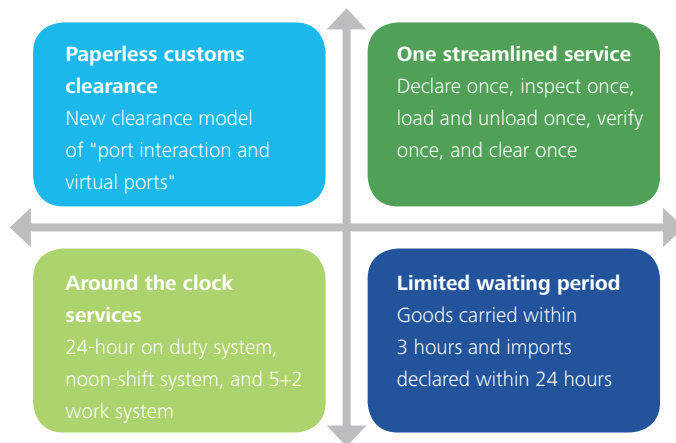 Paperless customs
clearance
New clearance model
of "port interaction and
virtual ports"
One streamlined service
Declare once, inspect once,
load and unload once, verify
once, and clear once
Around the clock
services
24-hour on duty system,
noon-shift system, and 5+2
work system
Limited waiting period
Goods carried within
3 hours and imports
declared within 24 hours